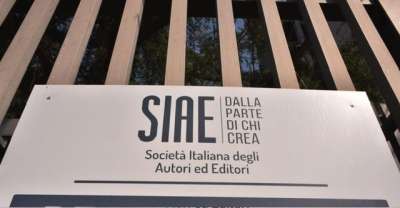 SIAE
DALLA
PARTE
DI CHI
CREA
Società Italiana degli
Autori ed Editori